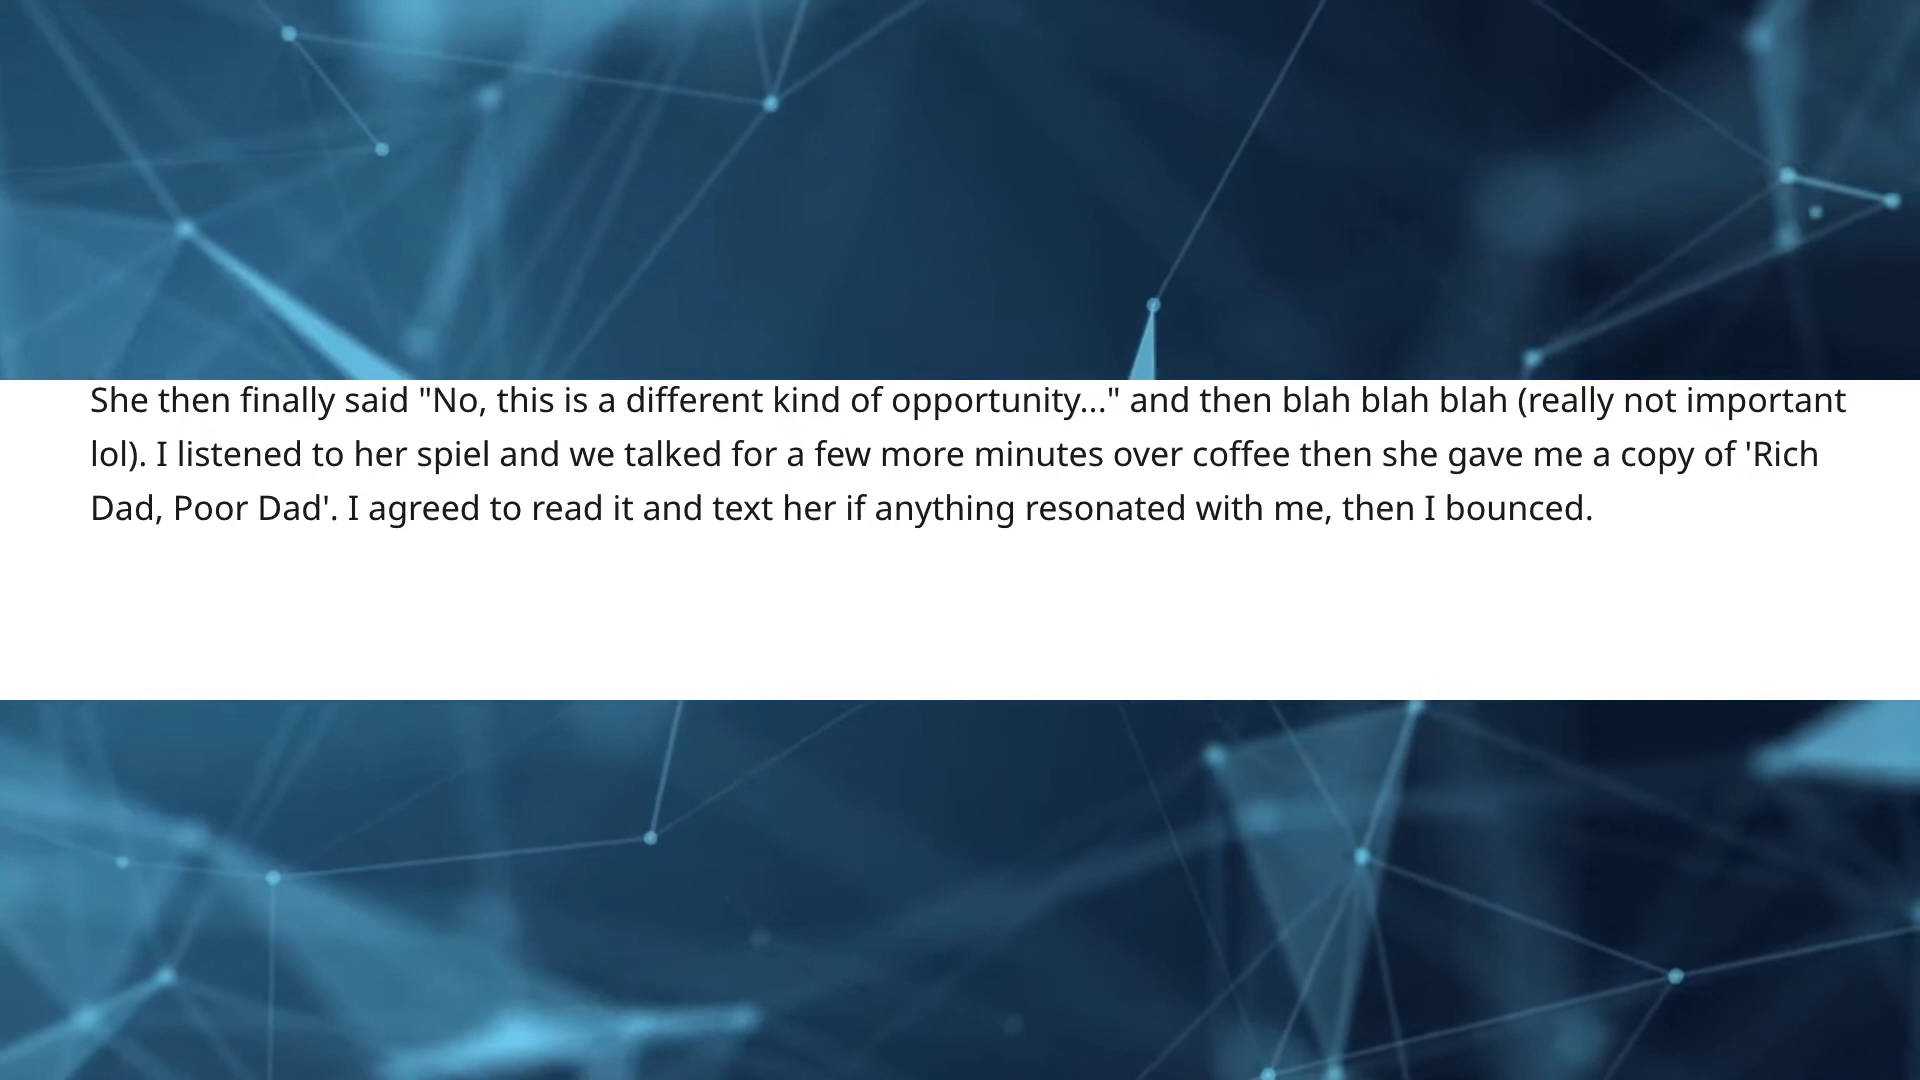 She then finally said "No, this is a different kind of opportunity..." and then blah blah blah (really not important
lol). I listened to her spiel and we talked for a few more minutes over coffee then she gave me a copy of 'Rich
Dad, Poor Dad'. I agreed to read it and text her if anything resonated with me, then I bounced.